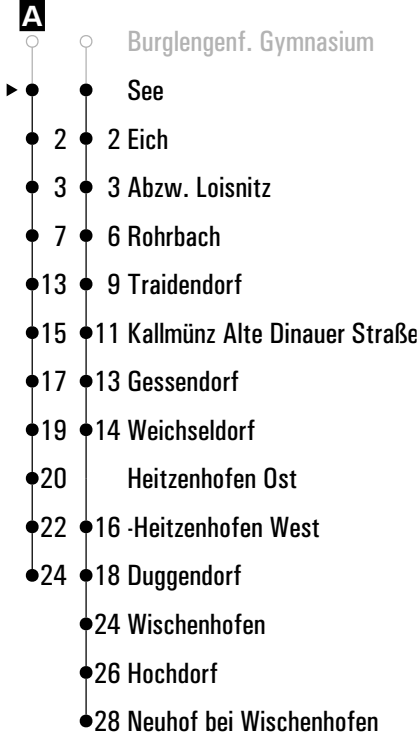 A
Burglengenf. Gymnasium
See
2 2 Eich
3 3 Abzw. Loisnitz
7 6 Rohrbach
13 9 Traidendorf
15 11 Kallmünz Alte Dinauer Straße
17 13 Gessendorf
19 14 Weichseldorf
20 Heitzenhofen Ost
22 16 -Heitzenhofen West
24 18 Duggendorf
24 Wischenhofen
26 Hochdorf
28 Neuhof bei Wischenhofen